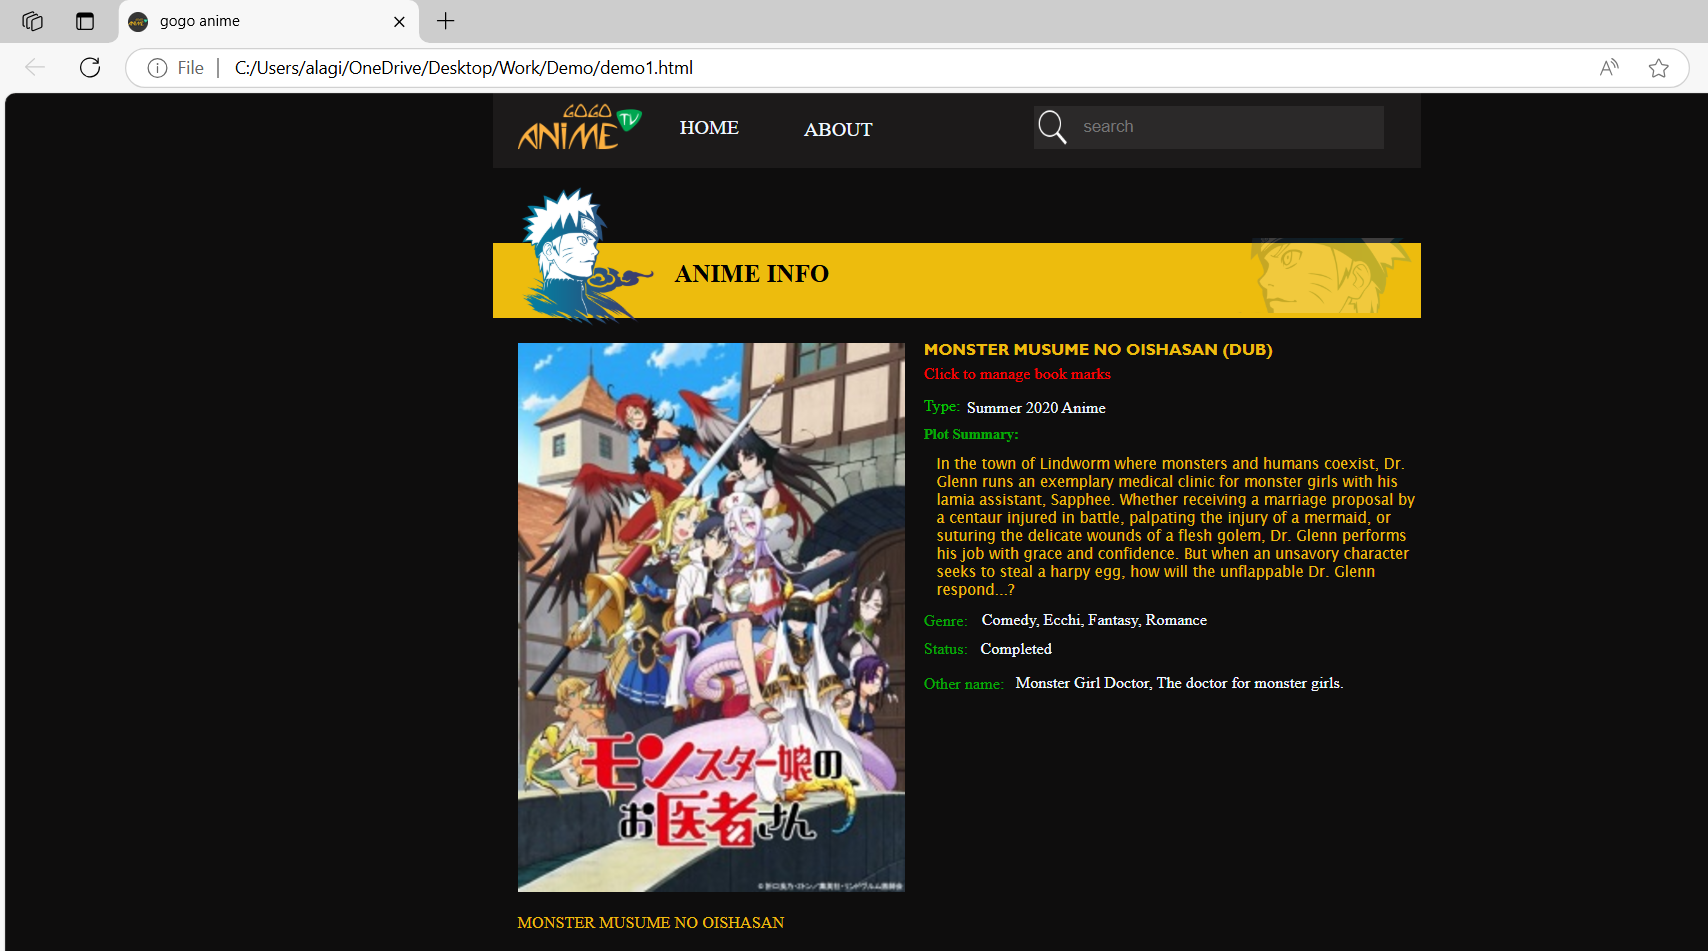 gogo anime
File
C:/Users/alagi/OneDrive/Desktop/Work/Demo/demo1.html
GOGO
ANIME TV
HOME
ABOUT
search
ANIME INFO
MONSTER MUSUME NO OISHASAN (DUB)
Click to manage book marks
Type: Summer 2020 Anime
Plot Summary:
In the town of Lindworm where monsters and humans coexist, Dr.
Glenn runs an exemplary medical clinic for monster girls with his
lamia assistant, Sapphee. Whether receiving a marriage proposal by
a centaur injured in battle, palpating the injury of a mermaid, or
suturing the delicate wounds of a flesh golem, Dr. Glenn performs
his job with grace and confidence. But when an unsavory character
seeks to steal a harpy egg, how will the unflappable Dr. Glenn
respond...?
Genre: Comedy, Ecchi, Fantasy, Romance
Status: Completed
Other name: Monster Girl Doctor, The doctor for monster girls.
モンスター娘の
お医者さん
MONSTER MUSUME NO OISHASAN